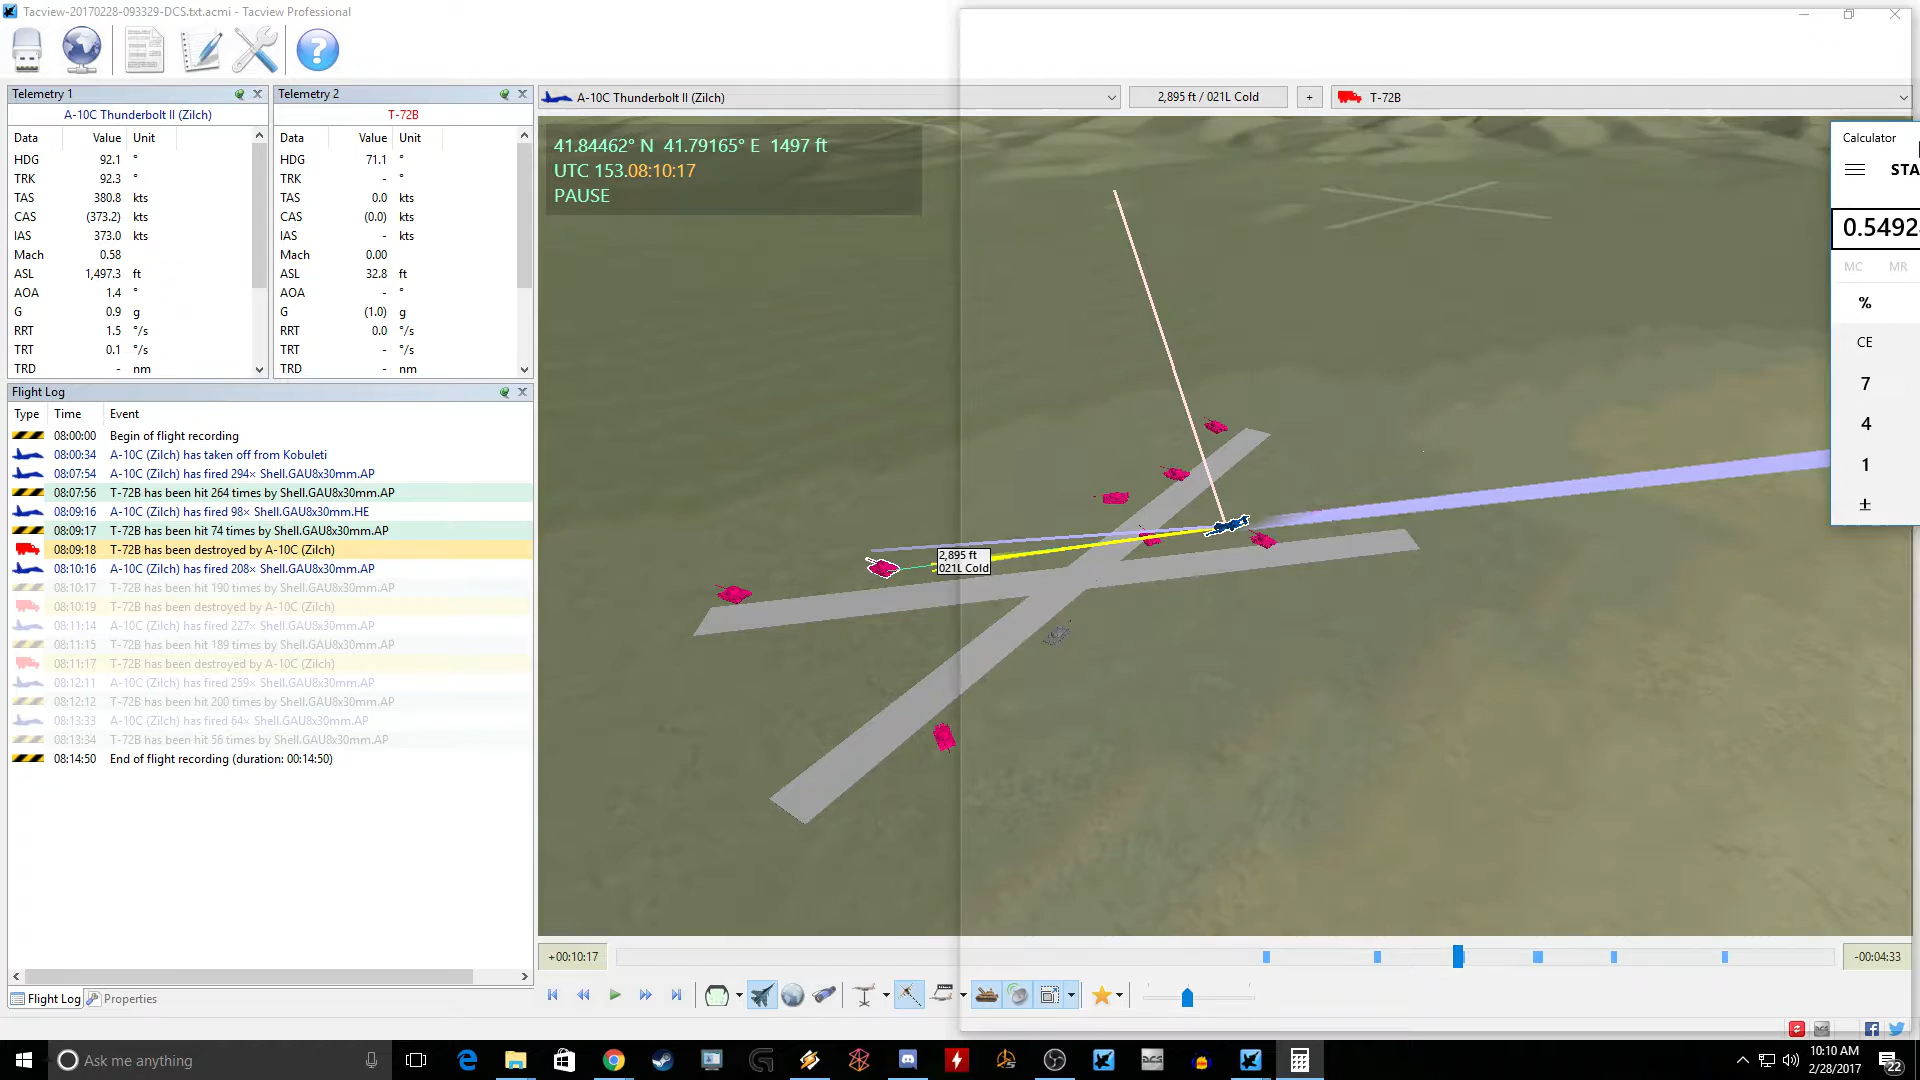 Tacview-20170228-093329-DCS.txt.acmi - Tacview Professional
Telemetry 1
Telemetry 2
A-10C Thunderbolt II (Zilch)
T-72B
Data Value Unit
HDG 92.1 °
TRK 92.3 °
TAS 380.8 kts
CAS (373.2) kts
IAS 373.0 kts
Mach 0.58
ASL 1,497.3 ft
AOA 1.4 °
G 0.9 g
RRT 1.5 °/s
TRT 0.1 °/s
TRD - nm
Data Value Unit
HDG 71.1 °
TRK - °
TAS 0.0 kts
CAS (0.0) kts
IAS - kts
Mach 0.00
ASL 32.8 ft
AOA - °
G (1.0) g
RRT 0.0 °/s
TRT - °/s
TRD - nm
Flight Log
Type Time Event
08:00:00 Begin of flight recording
08:00:34 A-10C (Zilch) has taken off from Kobuleti
08:07:54 A-10C (Zilch) has fired 294× Shell.GAU8x30mm.AP
08:07:56 T-72B has been hit 264 times by Shell.GAU8x30mm.AP
08:09:16 A-10C (Zilch) has fired 98× Shell.GAU8x30mm.HE
08:09:17 T-72B has been hit 74 times by Shell.GAU8x30mm.AP
08:09:18 T-72B has been destroyed by A-10C (Zilch)
08:10:16 A-10C (Zilch) has fired 208× Shell.GAU8x30mm.AP
08:10:17 T-72B has been hit 190 times by Shell.GAU8x30mm.AP
08:10:19 T-72B has been destroyed by A-10C (Zilch)
08:11:14 A-10C (Zilch) has fired 227× Shell.GAU8x30mm.AP
08:11:15 T-72B has been hit 189 times by Shell.GAU8x30mm.AP
08:11:17 T-72B has been destroyed by A-10C (Zilch)
08:12:11 A-10C (Zilch) has fired 259× Shell.GAU8x30mm.AP
08:12:12 T-72B has been hit 200 times by Shell.GAU8x30mm.AP
08:13:33 A-10C (Zilch) has fired 64× Shell.GAU8x30mm.AP
08:13:34 T-72B has been hit 56 times by Shell.GAU8x30mm.AP
08:14:50 End of flight recording (duration: 00:14:50)
Flight Log Properties
A-10C Thunderbolt II (Zilch)
2,895 ft / 021L Cold
+
T-72B
41.84462° N 41.79165° E 1497 ft
UTC 153.08:10:17
PAUSE
2,895 ft
021L Cold
Calculator
STA
0.5492
MC MR
%
CE
7
4
1
±
+00:10:17
-00:04:33
Ask me anything
DCS
10:10 AM
2/28/2017
22